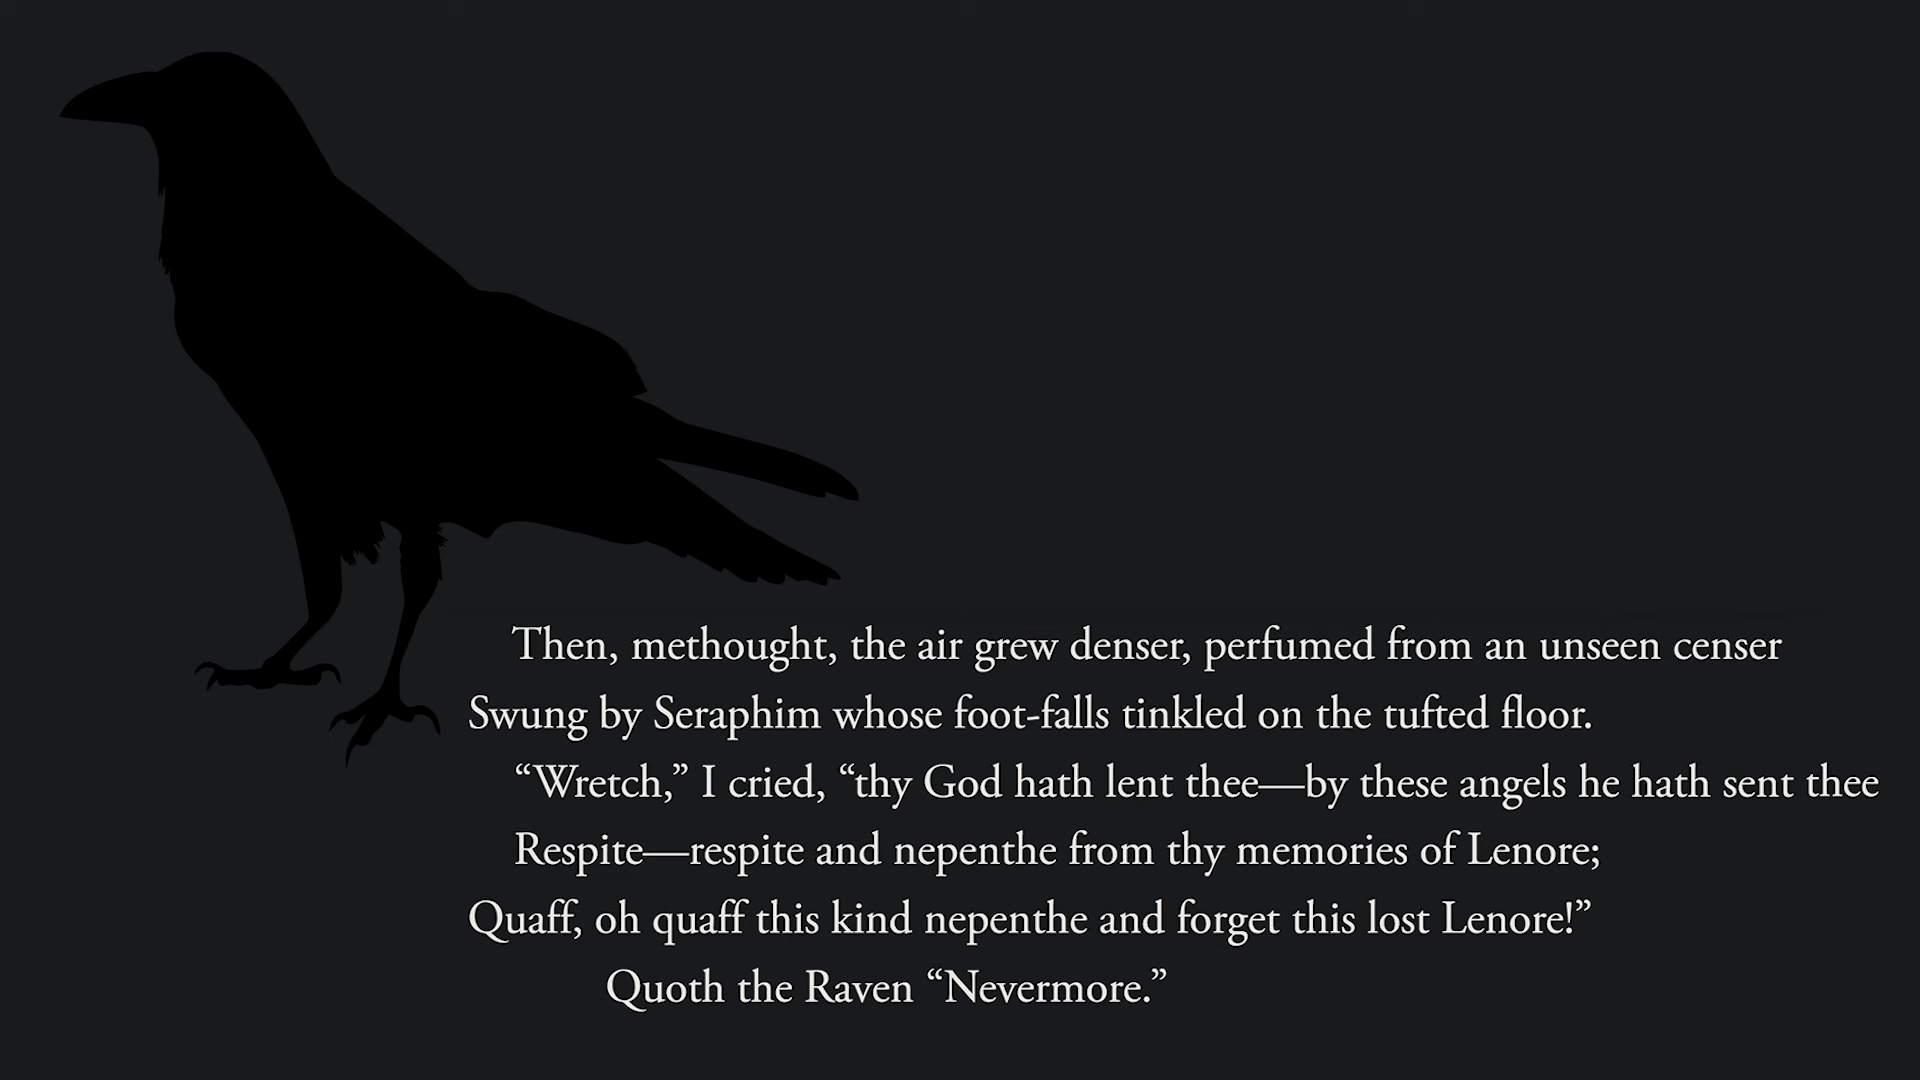 Then, methought, the air grew denser, perfumed from an unseen censer
Swung by Seraphim whose foot-falls tinkled on the tufted floor.
“Wretch,” I cried, “thy God hath lent thee—by these angels he hath sent thee
Respite—respite and nepenthe from thy memories of Lenore;
Quaff, oh quaff this kind nepenthe and forget this lost Lenore!”
Quoth the Raven “Nevermore.”